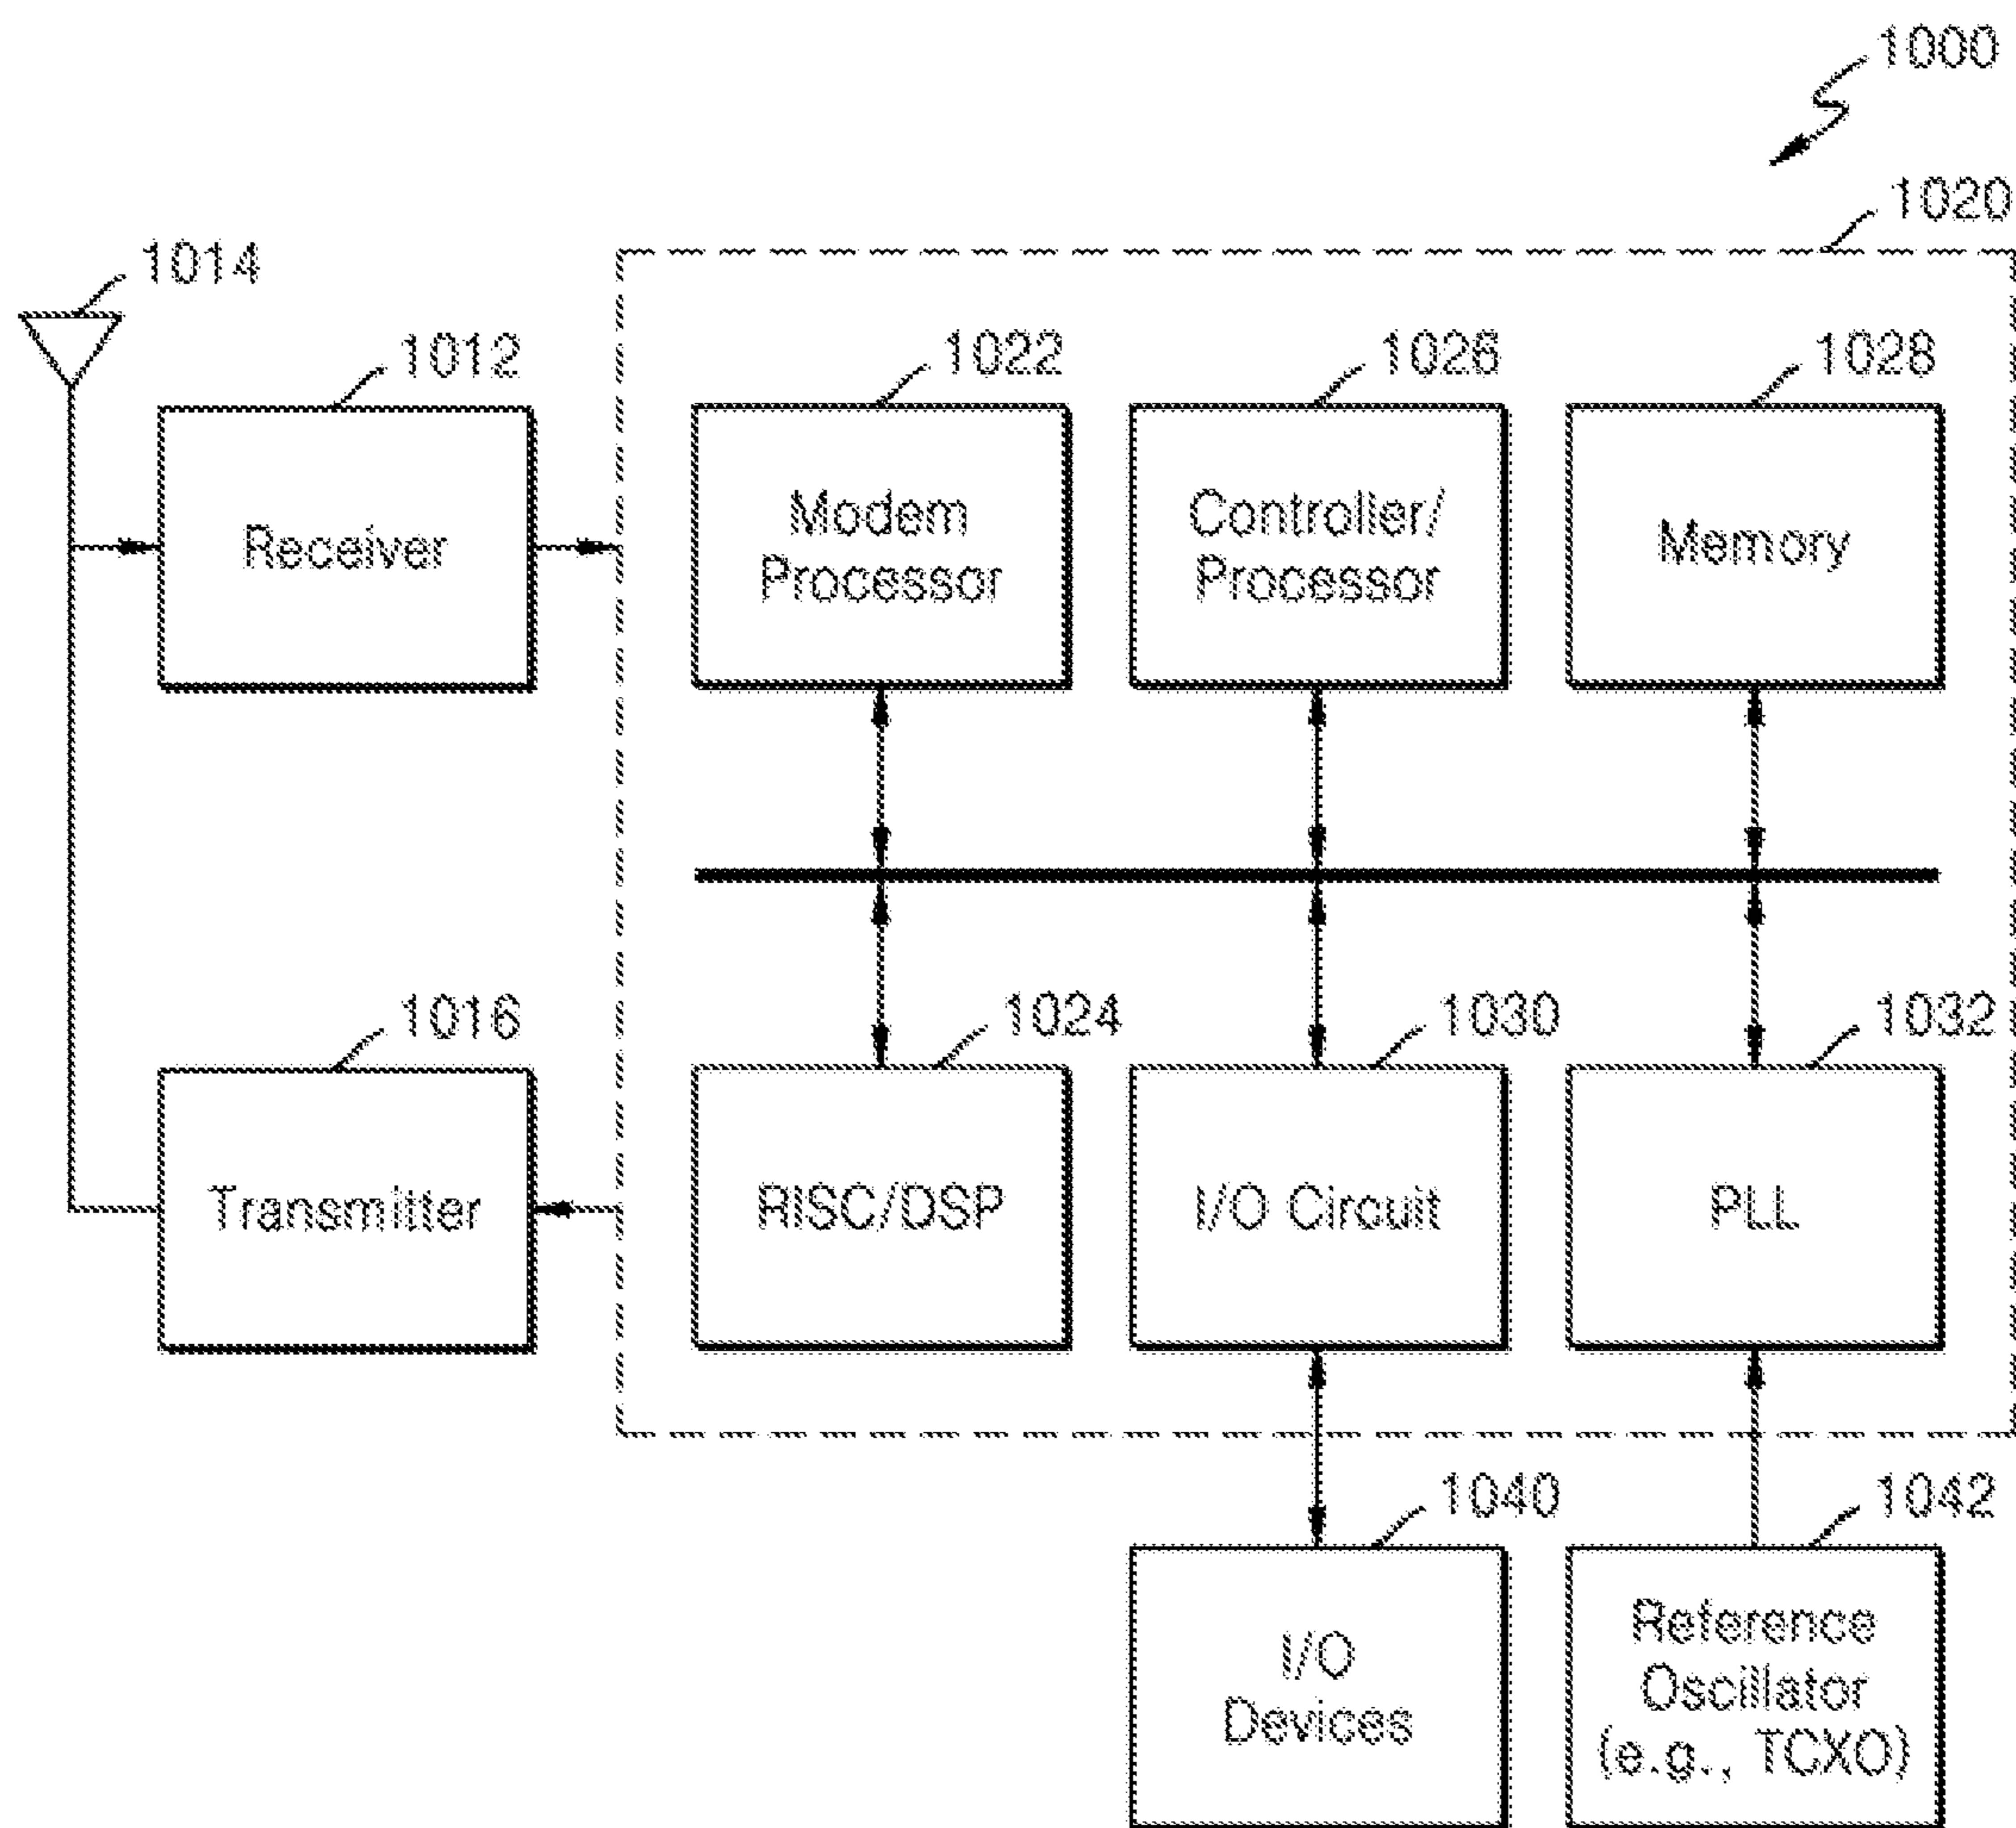 1000
1020
1014
1012
1022
1026
1028
Receiver
Modem
Processor
Controller/
Processor
Memory
1016
1024
1030
1032
Transmitter
RISC/DSP
I/O Circuit
PLL
1040
1042
I/O
Devices
Reference
Oscillator
(e.g., TCXO)